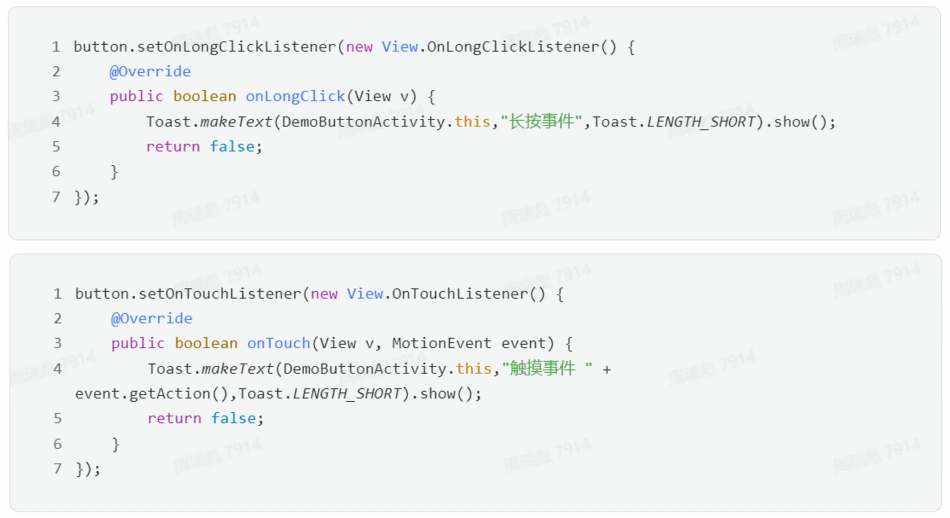 1 button.setOnLongClickListener(new View.OnLongClickListener() {
2     @Override
3     public boolean onLongClick(View v) {
4         Toast.makeText(DemoButtonActivity.this,"长按事件",Toast.LENGTH_SHORT).show();
5         return false;
6     }
7 });
1 button.setOnTouchListener(new View.OnTouchListener() {
2     @Override
3     public boolean onTouch(View v, MotionEvent event) {
4         Toast.makeText(DemoButtonActivity.this,"触摸事件 " +
event.getAction(),Toast.LENGTH_SHORT).show();
5         return false;
6     }
7 });